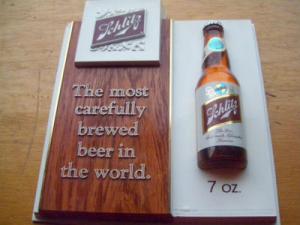 Schlitz
The most
carefully
brewed
beer in
the world.
Schlitz
7 oz.